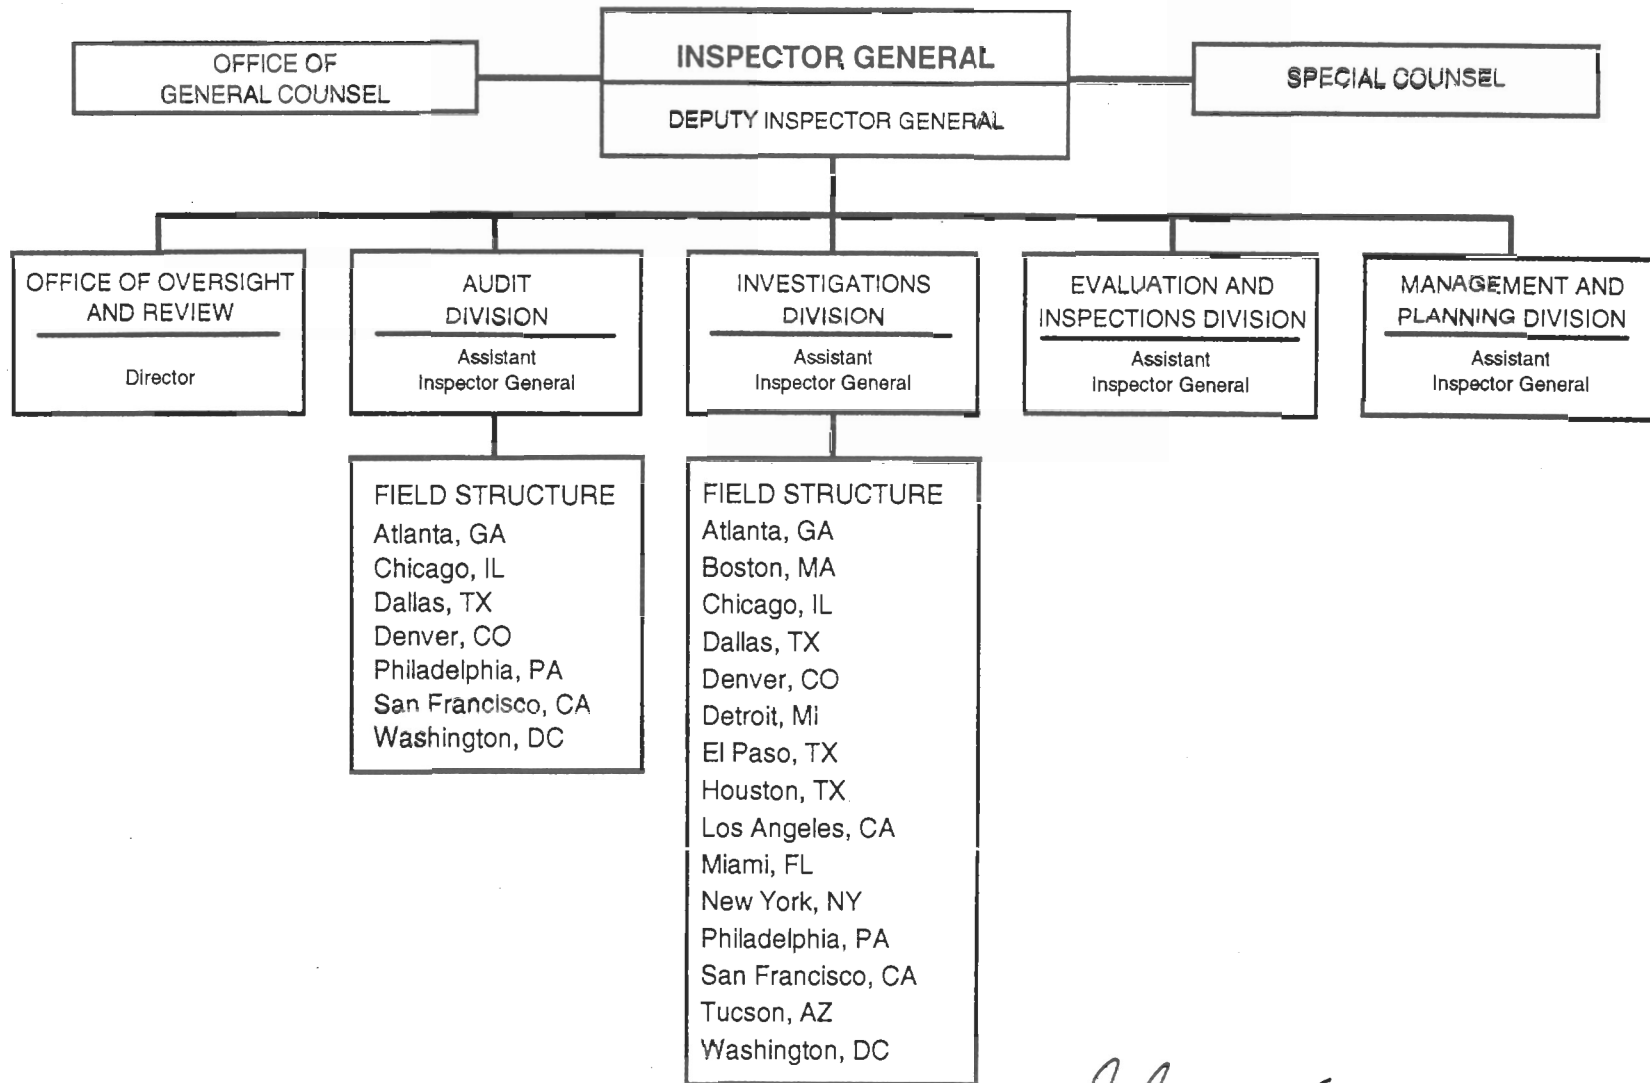 OFFICE OF
GENERAL COUNSEL
INSPECTOR GENERAL
DEPUTY INSPECTOR GENERAL
SPECIAL COUNSEL
OFFICE OF OVERSIGHT
AND REVIEW
Director
AUDIT
DIVISION
Assistant
Inspector General
INVESTIGATIONS
DIVISION
Assistant
Inspector General
EVALUATION AND
INSPECTIONS DIVISION
Assistant
Inspector General
MANAGEMENT AND
PLANNING DIVISION
Assistant
Inspector General
FIELD STRUCTURE
Atlanta, GA
Chicago, IL
Dallas, TX
Denver, CO
Philadelphia, PA
San Francisco, CA
Washington, DC
FIELD STRUCTURE
Atlanta, GA
Boston, MA
Chicago, IL
Dallas, TX
Denver, CO
Detroit, MI
El Paso, TX
Houston, TX
Los Angeles, CA
Miami, FL
New York, NY
Philadelphia, PA
San Francisco, CA
Tucson, AZ
Washington, DC